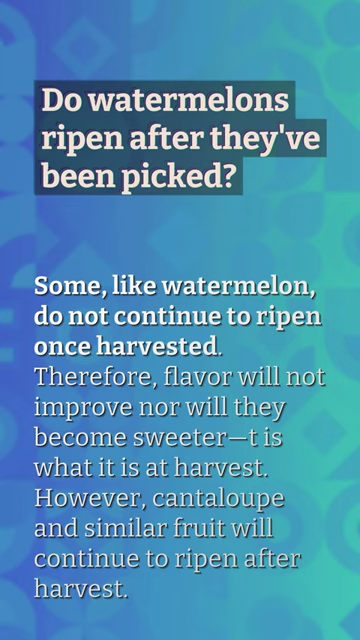 Do watermelons
ripen after they've
been picked?
Some, like watermelon,
do not continue to ripen
once harvested.
Therefore, flavor will not
improve nor will they
become sweeter—t is
what it is at harvest.
However, cantaloupe
and similar fruit will
continue to ripen after
harvest.